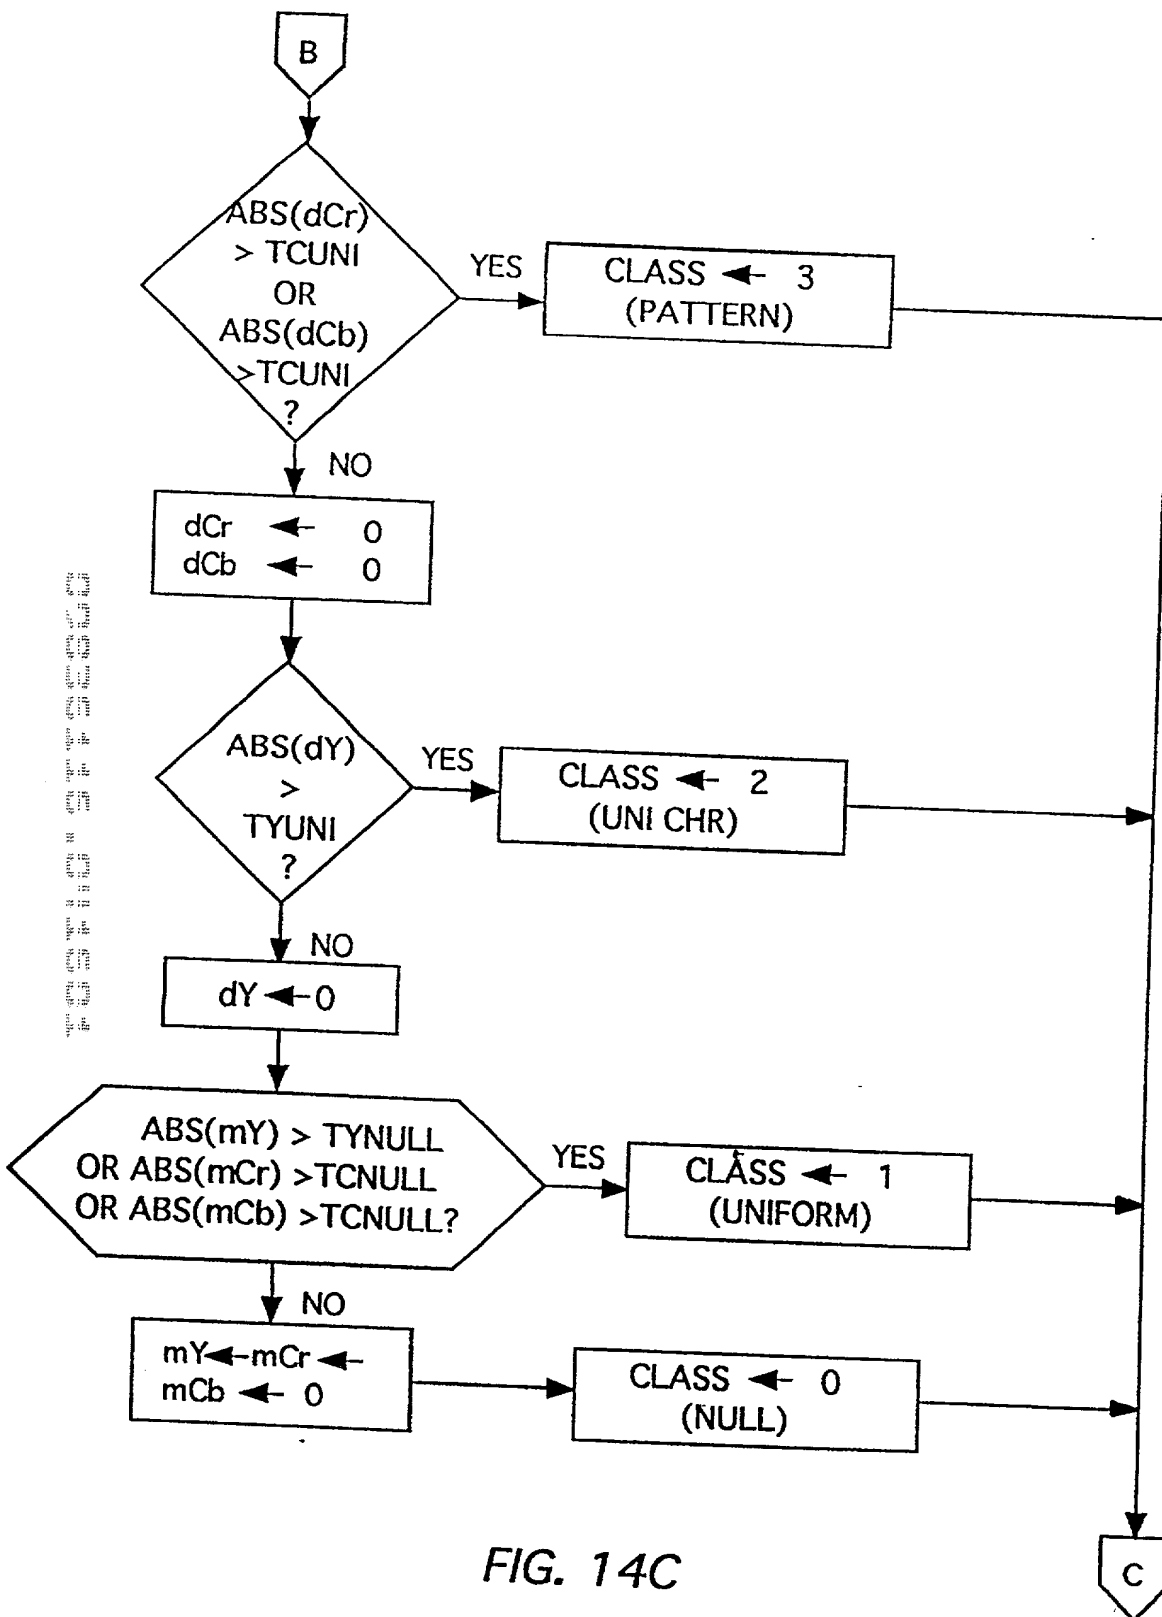 B
ABS(dCr)
> TCUNI
OR
ABS(dCb)
>TCUNI
?
YES
CLASS ← 3
(PATTERN)
NO
dCr ← 0
dCb ← 0
ABS(dY)
>
TYUNI
?
YES
CLASS ← 2
(UNI CHR)
NO
dY←0
ABS(mY) > TYNULL
OR ABS(mCr) >TCNULL
OR ABS(mCb) >TCNULL?
YES
CLASS ← 1
(UNIFORM)
NO
mY←mCr ←
mCb ← 0
CLASS ← 0
(NULL)
C
FIG. 14C